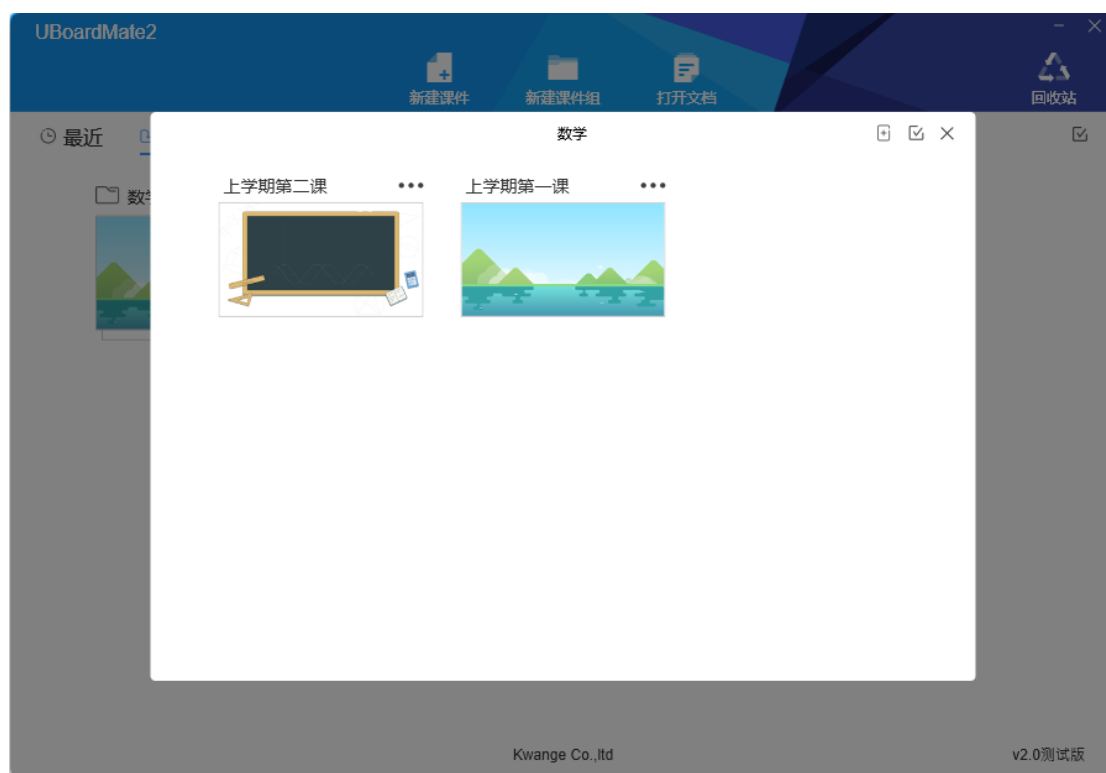 UBoardMate2
新建课件 新建课件组 打开文档 回收站
最近
数学
数学
上学期第二课 ••• 上学期第一课 •••
Kwange Co.,ltd v2.0测试版